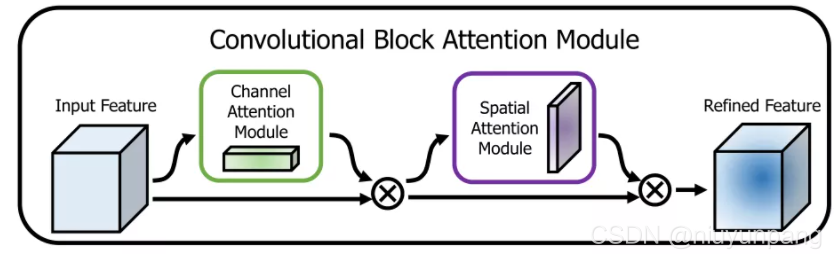 Convolutional Block Attention Module
Input Feature
Channel
Attention
Module
Spatial
Attention
Module
Refined Feature
CSDN @niuyunpang